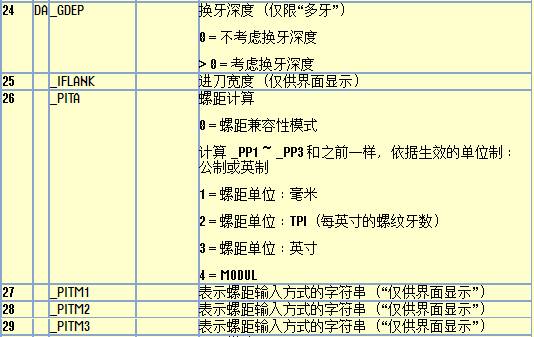 24 DA _GDEP 换牙深度（仅限“多牙”）
0 = 不考虑换牙深度
> 0 = 考虑换牙深度
25 _IFLANK 进刀宽度（仅供界面显示）
26 _PITA 螺距计算
0 = 螺距兼容性模式
计算 _PP1 ~ _PP3 和之前一样，依据生效的单位制：
公制或英制
1 = 螺距单位：毫米
2 = 螺距单位：TPI（每英寸的螺纹牙数）
3 = 螺距单位：英寸
4 = MODUL
27 _PITM1 表示螺距输入方式的字符串（“仅供界面显示”）
28 _PITM2 表示螺距输入方式的字符串（“仅供界面显示”）
29 _PITM3 表示螺距输入方式的字符串（“仅供界面显示”）